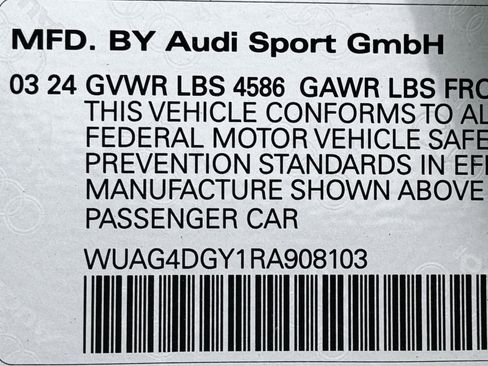 MFD. BY Audi Sport GmbH
03 24 GVWR LBS 4586 GAWR LBS FRO
THIS VEHICLE CONFORMS TO AL
FEDERAL MOTOR VEHICLE SAFE
PREVENTION STANDARDS IN EFF
MANUFACTURE SHOWN ABOVE
PASSENGER CAR
WUAG4DGY1RA908103